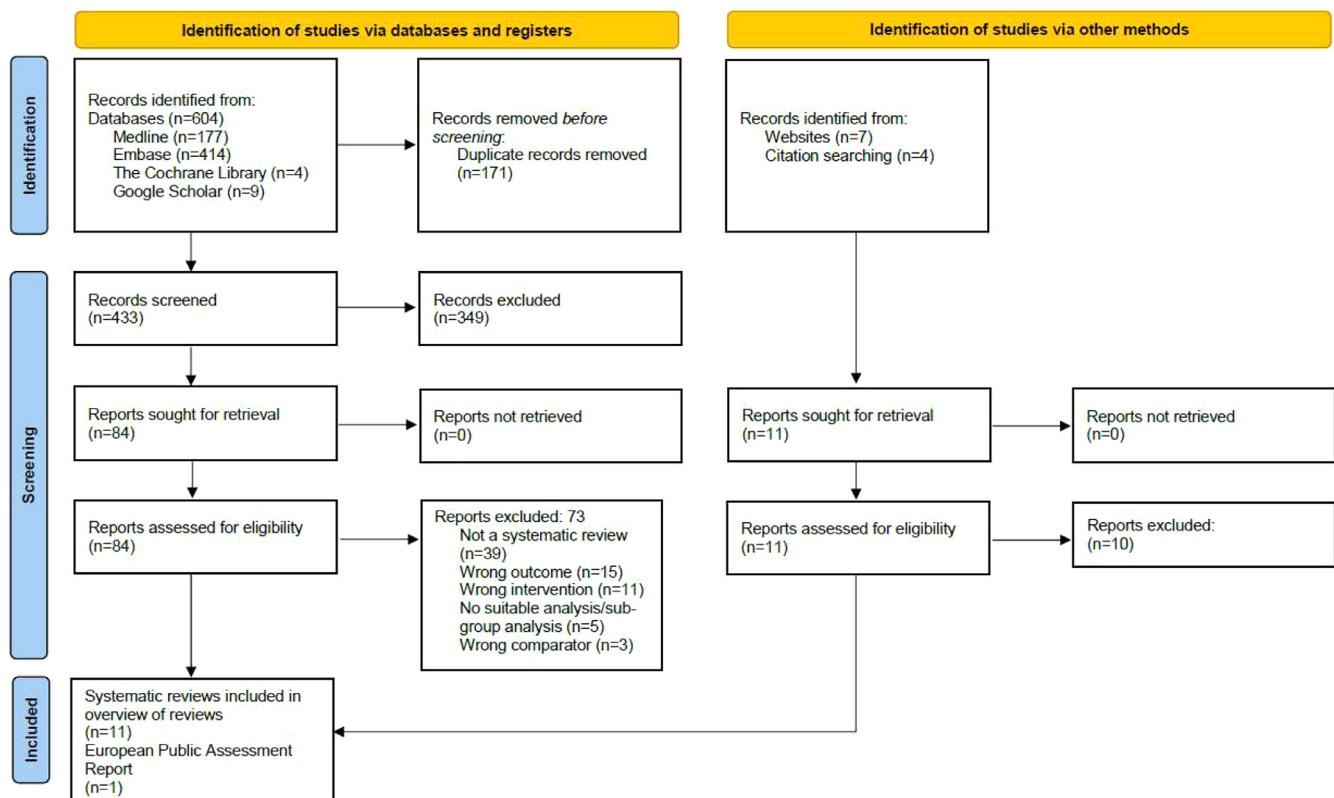 Identification of studies via databases and registers
Identification of studies via other methods
Identification
Records identified from:
Databases (n=604)
Medline (n=177)
Embase (n=414)
The Cochrane Library (n=4)
Google Scholar (n=9)
Records removed before
screening:
Duplicate records removed
(n=171)
Records identified from:
Websites (n=7)
Citation searching (n=4)
Screening
Records screened
(n=433)
Records excluded
(n=349)
Reports sought for retrieval
(n=84)
Reports not retrieved
(n=0)
Reports sought for retrieval
(n=11)
Reports not retrieved
(n=0)
Reports assessed for eligibility
(n=84)
Reports excluded: 73
Not a systematic review
(n=39)
Wrong outcome (n=15)
Wrong intervention (n=11)
No suitable analysis/sub-
group analysis (n=5)
Wrong comparator (n=3)
Reports assessed for eligibility
(n=11)
Reports excluded:
(n=10)
Included
Systematic reviews included in
overview of reviews
(n=11)
European Public Assessment
Report
(n=1)